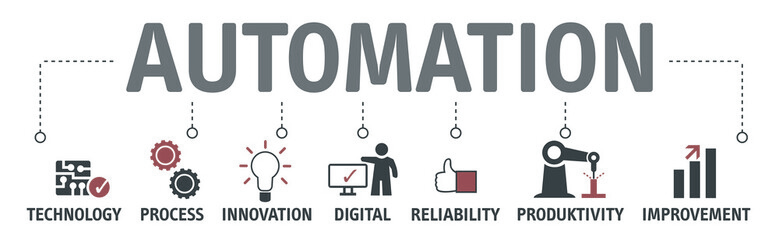 AUTOMATION
TECHNOLOGY PROCESS INNOVATION DIGITAL RELIABILITY PRODUKTIVITY IMPROVEMENT